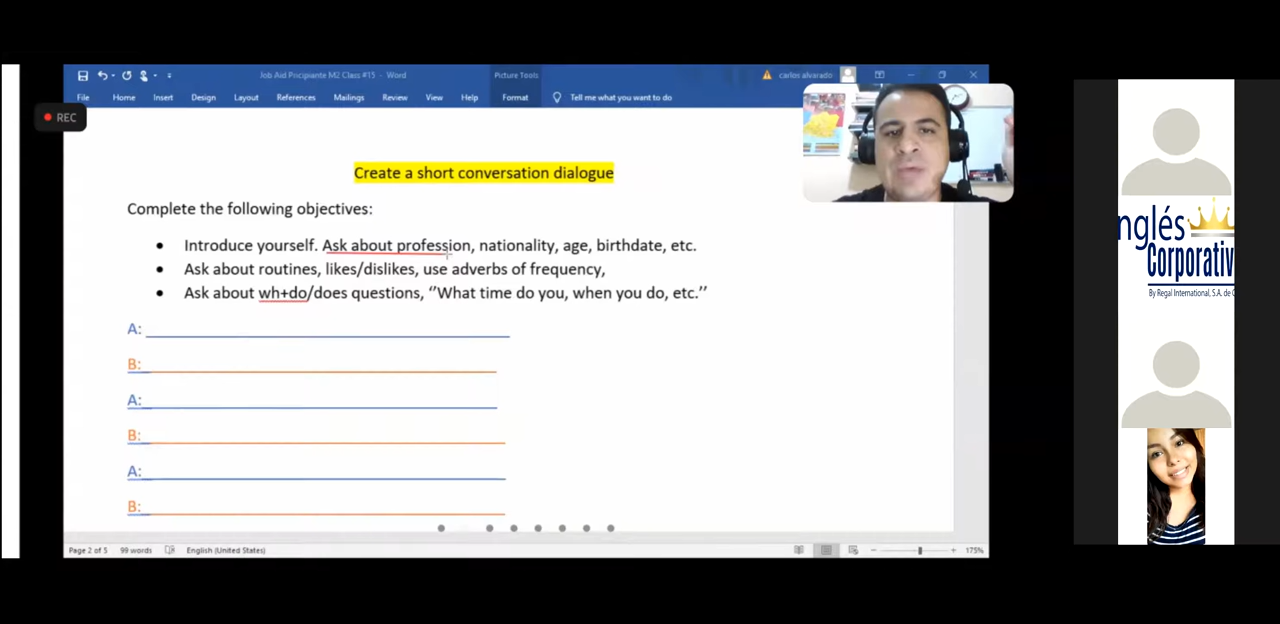 Job Aid Pricipiante M2 Class #15 - Word
Picture Tools
carlos alvarado
File Home Insert Design Layout References Mailings Review View Help Format Tell me what you want to do
REC
Create a short conversation dialogue
Complete the following objectives:
• Introduce yourself. Ask about profession, nationality, age, birthdate, etc.
• Ask about routines, likes/dislikes, use adverbs of frequency,
• Ask about wh+do/does questions, ‘’What time do you, when you do, etc.’’
A:
B:
A:
B:
A:
B:
Page 2 of 5 99 words English (United States)
175%
nglés
Corporativ
By Regal International, S.A. de C